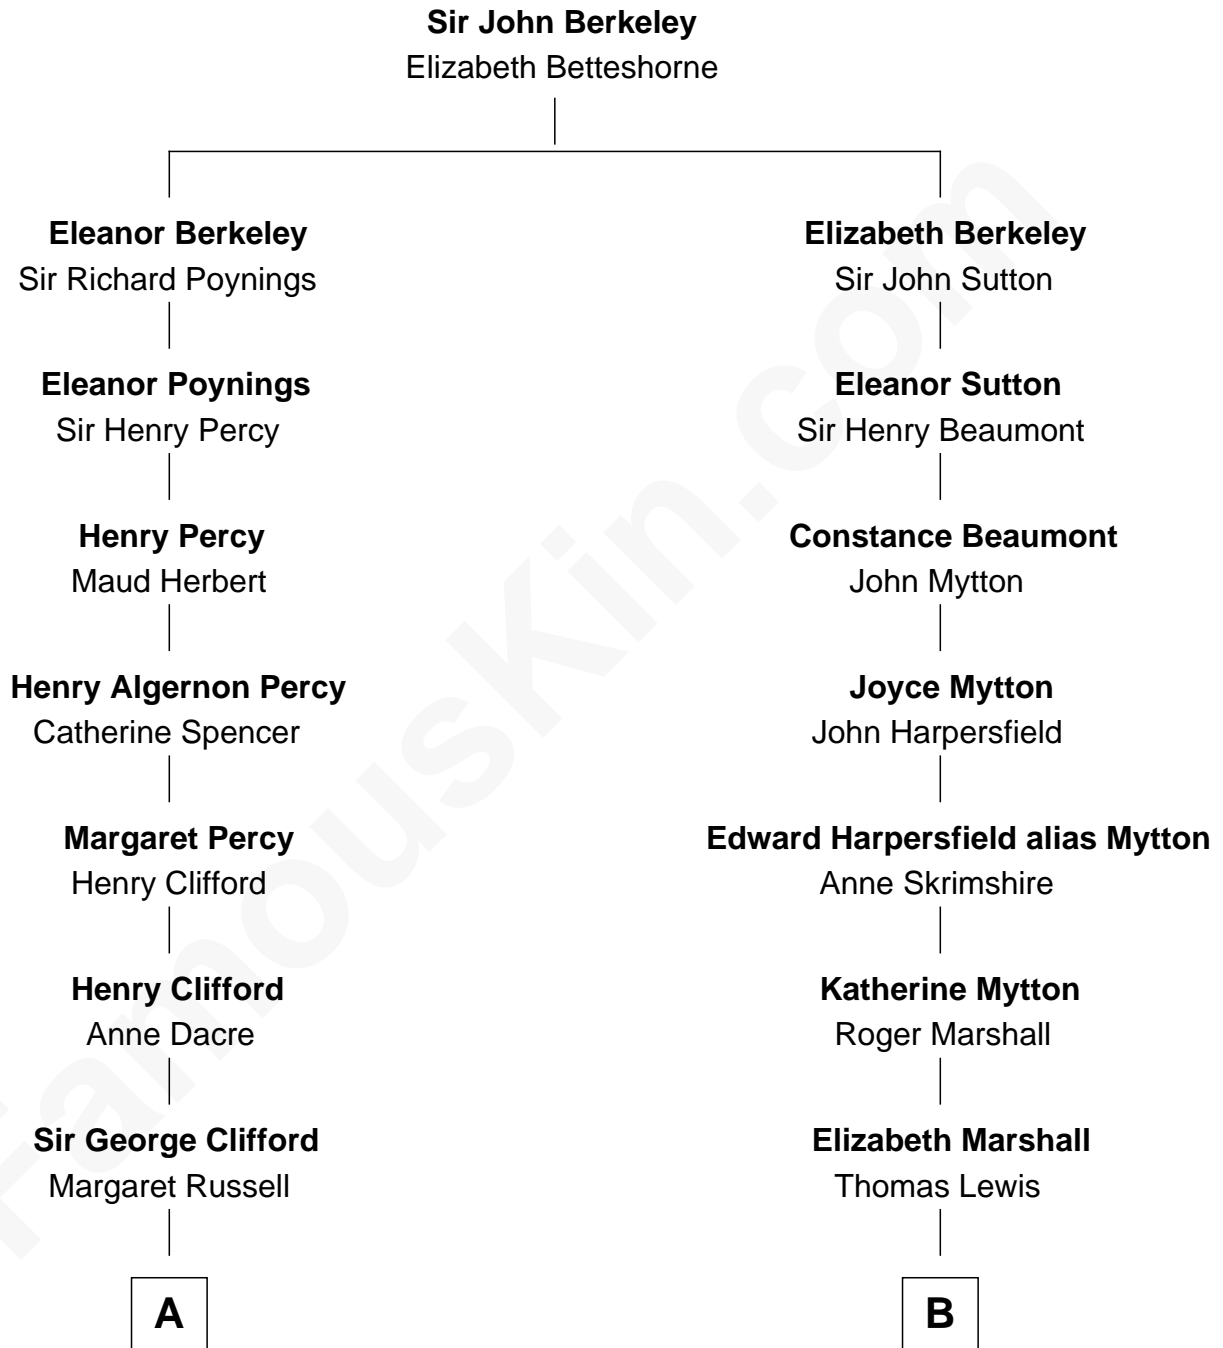 Sir John Berkeley
Elizabeth Betteshorne
Eleanor Berkeley
Sir Richard Poynings
Elizabeth Berkeley
Sir John Sutton
Eleanor Poynings
Sir Henry Percy
Eleanor Sutton
Sir Henry Beaumont
Henry Percy
Maud Herbert
Constance Beaumont
John Mytton
Henry Algernon Percy
Catherine Spencer
Joyce Mytton
John Harpersfield
Margaret Percy
Henry Clifford
Edward Harpersfield alias Mytton
Anne Skrimshire
Henry Clifford
Anne Dacre
Katherine Mytton
Roger Marshall
Sir George Clifford
Margaret Russell
Elizabeth Marshall
Thomas Lewis
A
B
FamousKin.com